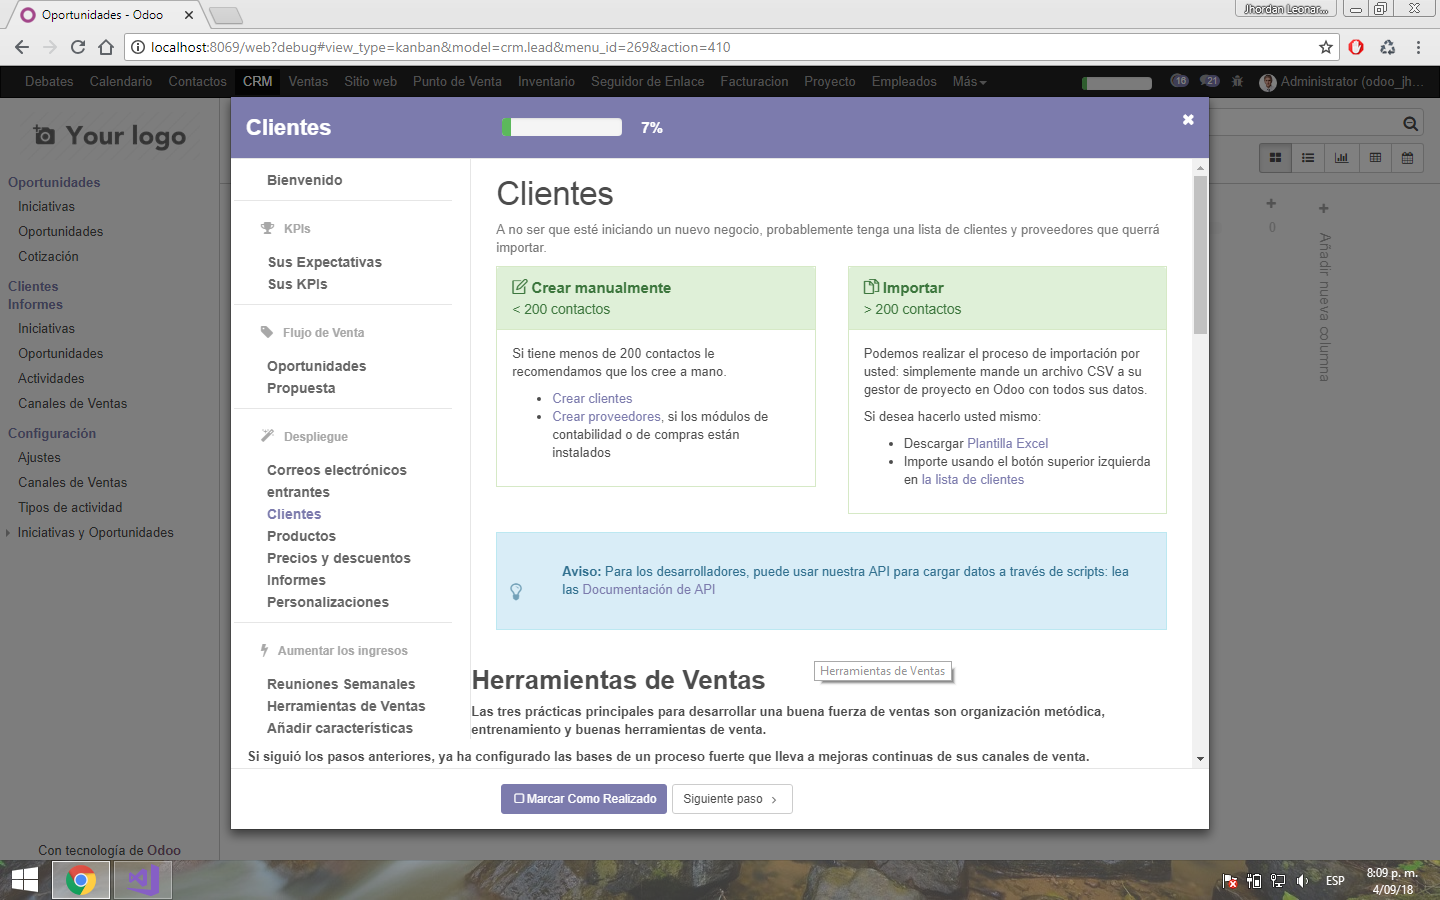 Oportunidades - Odoo
Jhordan Leonar...
localhost:8069/web?debug#view_type=kanban&model=crm.lead&menu_id=269&action=410
Debates Calendario Contactos CRM Ventas Sitio web Punto de Venta Inventario Seguidor de Enlace Facturacion Proyecto Empleados Más 16 21 Administrator (odoo_jh...
Your logo
Oportunidades
Iniciativas
Oportunidades
Cotización
Clientes
Informes
Iniciativas
Oportunidades
Actividades
Canales de Ventas
Configuración
Ajustes
Canales de Ventas
Tipos de actividad
Iniciativas y Oportunidades
Con tecnología de Odoo
Clientes 7%
Bienvenido
KPIs
Sus Expectativas
Sus KPIs
Flujo de Venta
Oportunidades
Propuesta
Despliegue
Correos electrónicos
entrantes
Clientes
Productos
Precios y descuentos
Informes
Personalizaciones
Aumentar los ingresos
Reuniones Semanales
Herramientas de Ventas
Añadir características
Clientes
A no ser que esté iniciando un nuevo negocio, probablemente tenga una lista de clientes y proveedores que querrá
importar.
Crear manualmente
< 200 contactos
Si tiene menos de 200 contactos le
recomendamos que los cree a mano.
Crear clientes
Crear proveedores, si los módulos de
contabilidad o de compras están
instalados
Importar
> 200 contactos
Podemos realizar el proceso de importación por
usted: simplemente mande un archivo CSV a su
gestor de proyecto en Odoo con todos sus datos.
Si desea hacerlo usted mismo:
Descargar Plantilla Excel
Importe usando el botón superior izquierda
en la lista de clientes
Aviso: Para los desarrolladores, puede usar nuestra API para cargar datos a través de scripts: lea
las Documentación de API
Herramientas de Ventas
Herramientas de Ventas
Las tres prácticas principales para desarrollar una buena fuerza de ventas son organización metódica,
entrenamiento y buenas herramientas de venta.
Si siguió los pasos anteriores, ya ha configurado las bases de un proceso fuerte que lleva a mejoras continuas de sus canales de venta.
Marcar Como Realizado
Siguiente paso
0
Añadir nueva columna
ESP
8:09 p. m.
4/09/18